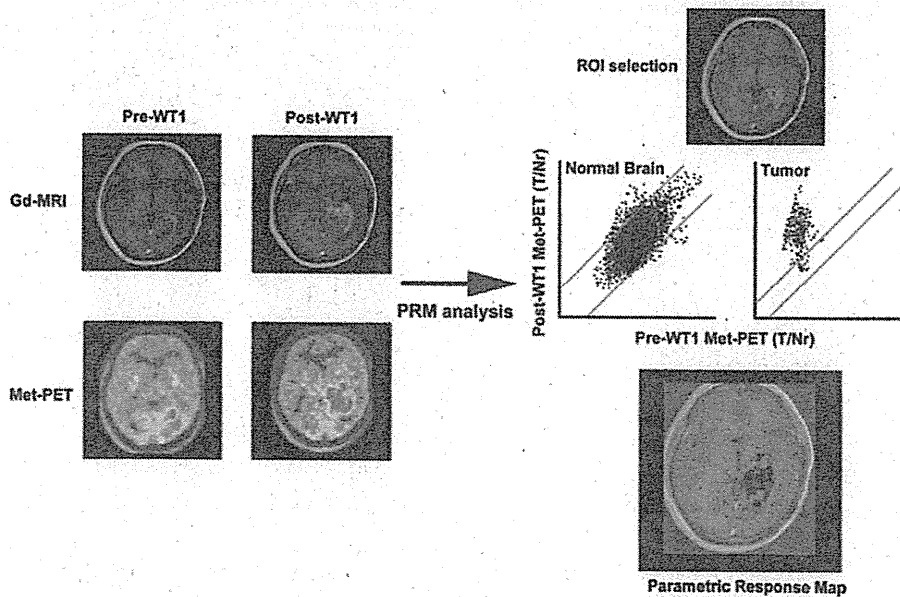 Pre-WT1
Post-WT1
Gd-MRI
Met-PET
PRM analysis
ROI selection
Normal Brain
Tumor
Post-WT1 Met-PET (T/Nr)
Pre-WT1 Met-PET (T/Nr)
Parametric Response Map